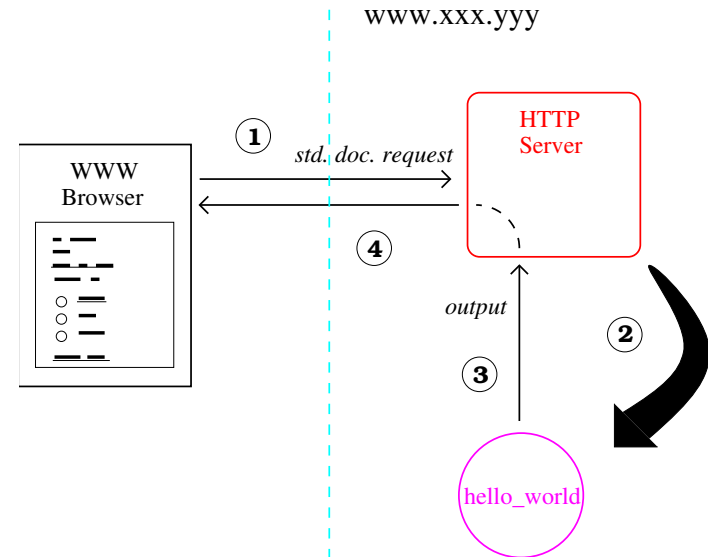 www.xxx.yyy
HTTP
Server
1
std. doc. request
WWW
Browser
4
output
2
3
hello_world